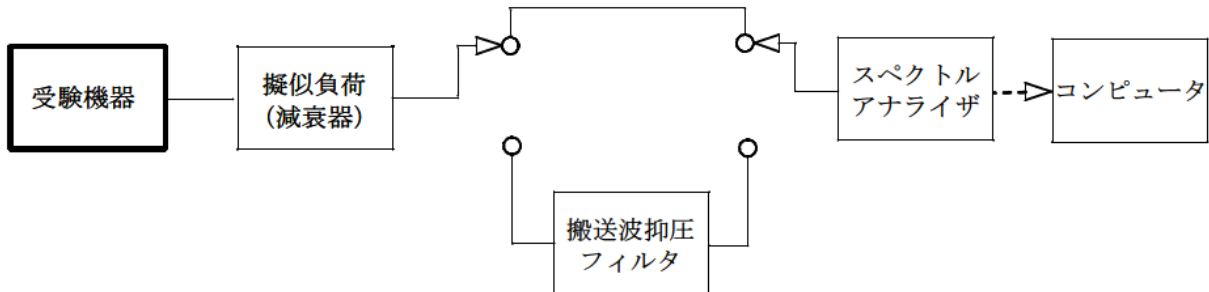 受験機器
擬似負荷
(減衰器)
スペクトル
アナライザ
コンピュータ
搬送波抑圧
フィルタ